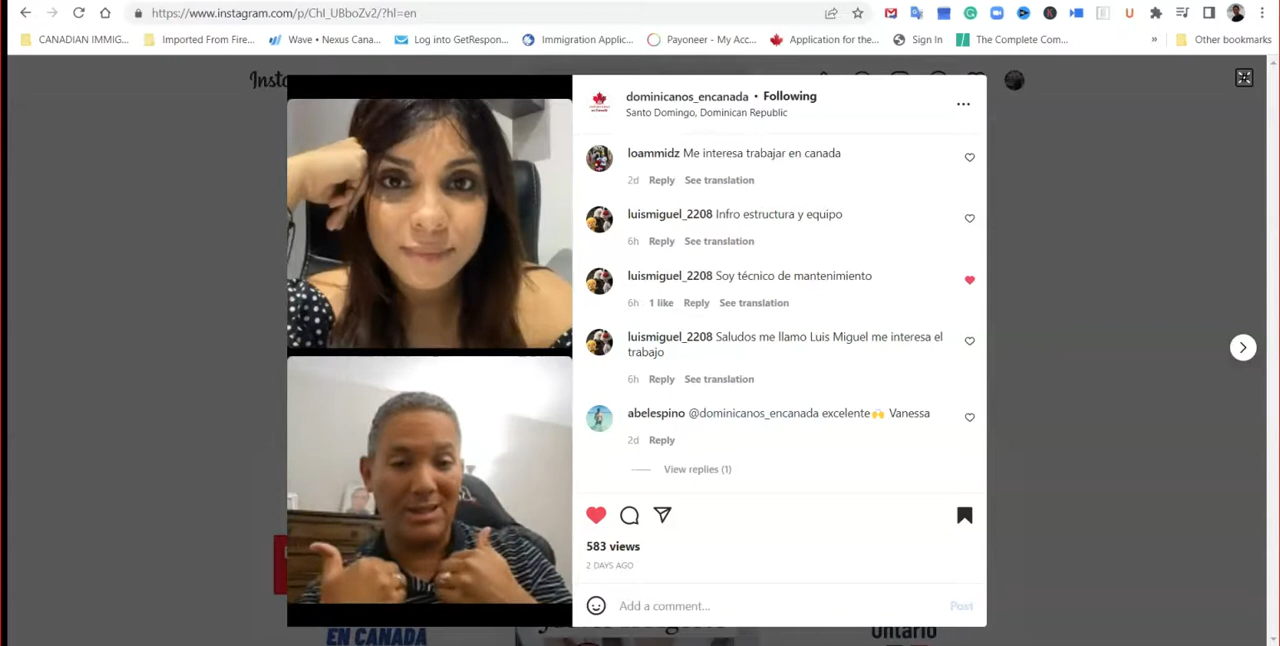 https://www.instagram.com/p/ChI_UBboZv2/?hl=en
CANADIAN IMMIG...
Imported From Fire...
Wave • Nexus Cana...
Log into GetRespon...
Immigration Applic...
Payoneer - My Acc...
Application for the...
Sign In
The Complete Com...
»
Other bookmarks
Inst
dominicanos_encanada • Following
Santo Domingo, Dominican Republic
loammidz Me interesa trabajar en canada
2d Reply See translation
luismiguel_2208 Infro estructura y equipo
6h Reply See translation
luismiguel_2208 Soy técnico de mantenimiento
6h 1 like Reply See translation
luismiguel_2208 Saludos me llamo Luis Miguel me interesa el
trabajo
6h Reply See translation
abelespino @dominicanos_encanada excelente🙌 Vanessa
2d Reply
View replies (1)
583 views
2 DAYS AGO
Add a comment...
Post
EN CANADA
Ontario